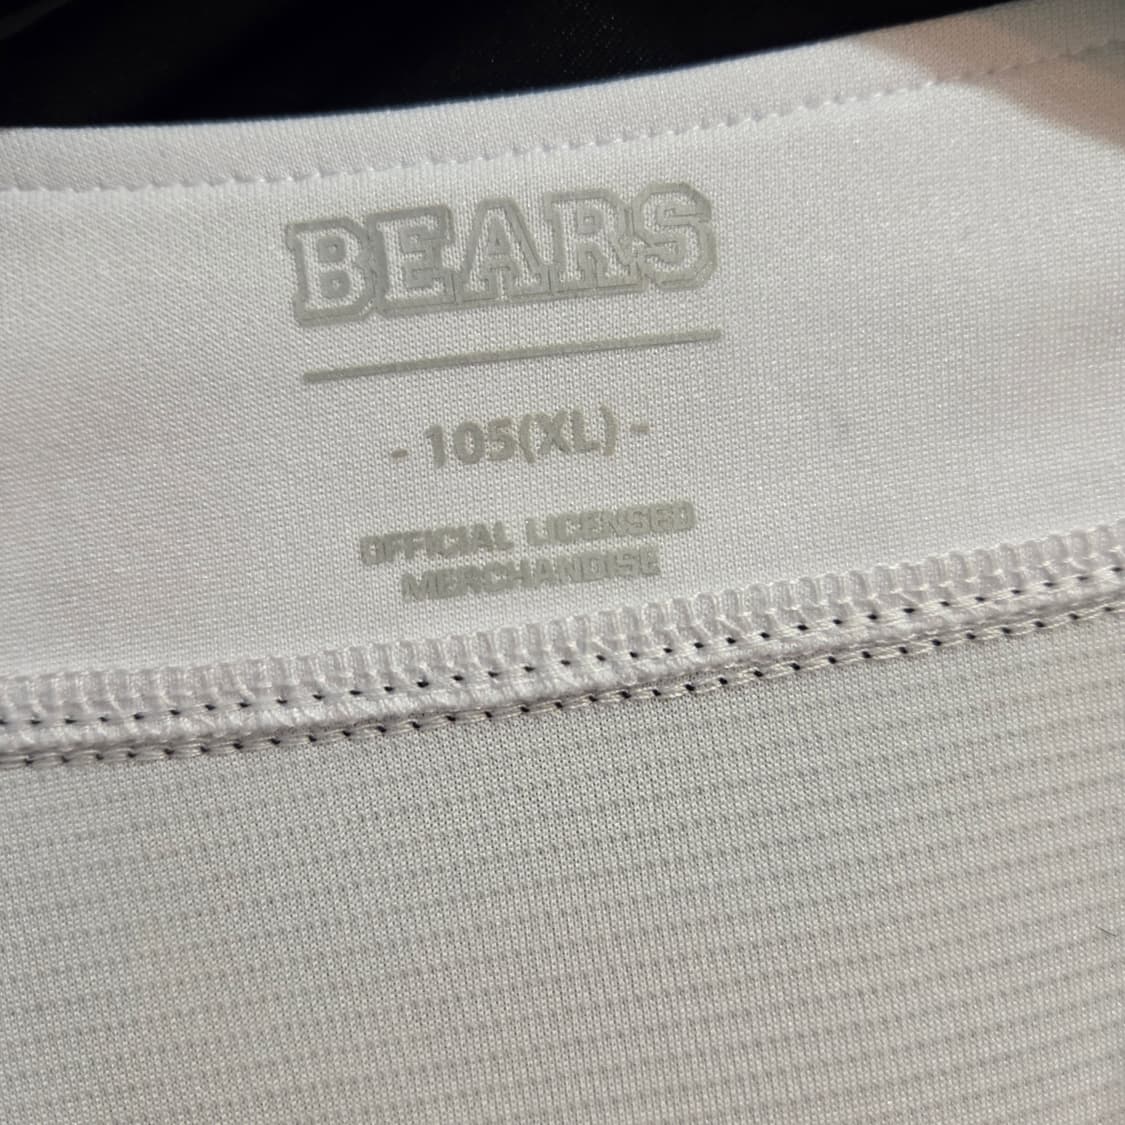 BEARS
- 105(XL) -
OFFICIAL LICENSED
MERCHANDISE